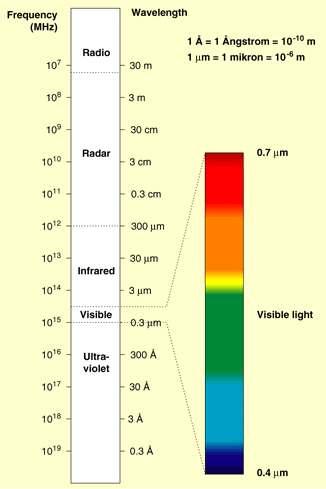 Frequency
(MHz)
Wavelength
1 Å = 1 Ångstrom = 10⁻¹⁰ m
1 µm = 1 mikron = 10⁻⁶ m
Radio
10⁷ 30 m
10⁸ 3 m
10⁹ 30 cm
Radar
10¹⁰ 3 cm
10¹¹ 0.3 cm
10¹² 300 µm
10¹³ 30 µm
Infrared
10¹⁴ 3 µm
Visible
10¹⁵ 0.3 µm
10¹⁶ 300 Å
Ultra-
violet
10¹⁷ 30 Å
10¹⁸ 3 Å
10¹⁹ 0.3 Å
0.7 µm
Visible light
0.4 µm